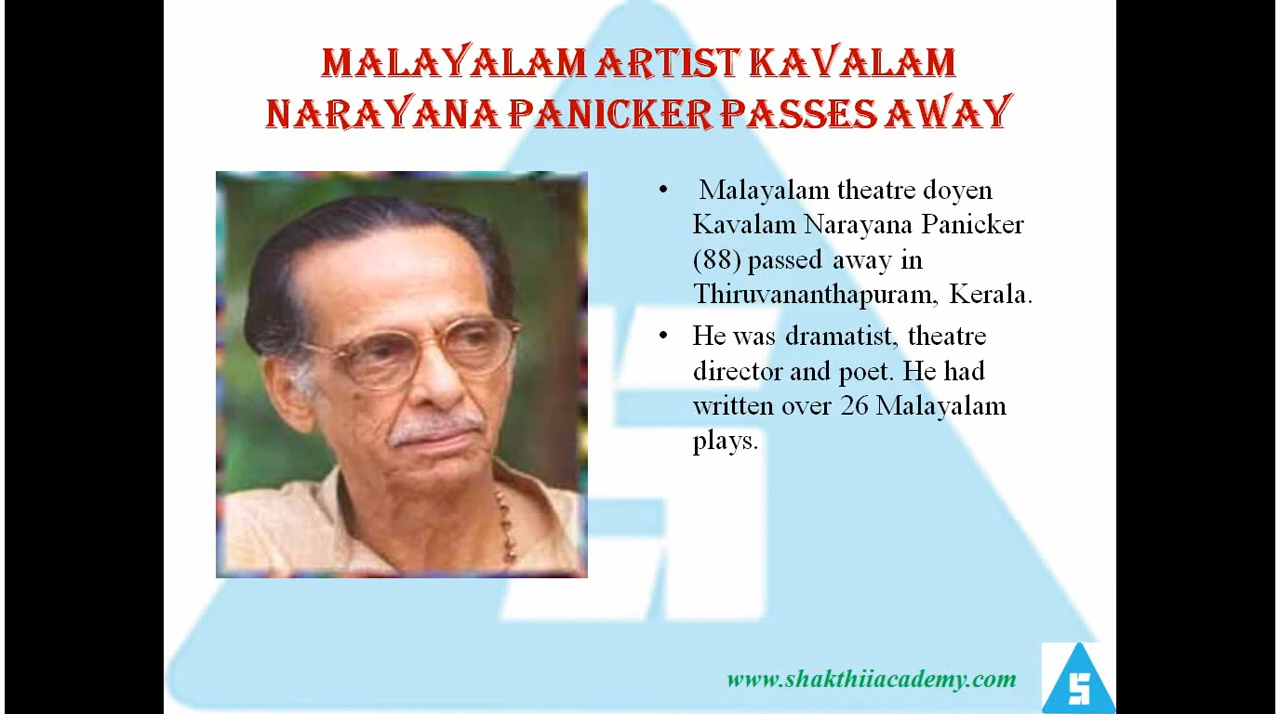 MALAYALAM ARTIST KAVALAM
NARAYANA PANICKER PASSES AWAY
• Malayalam theatre doyen
Kavalam Narayana Panicker
(88) passed away in
Thiruvananthapuram, Kerala.
• He was dramatist, theatre
director and poet. He had
written over 26 Malayalam
plays.
www.shakthiiacademy.com